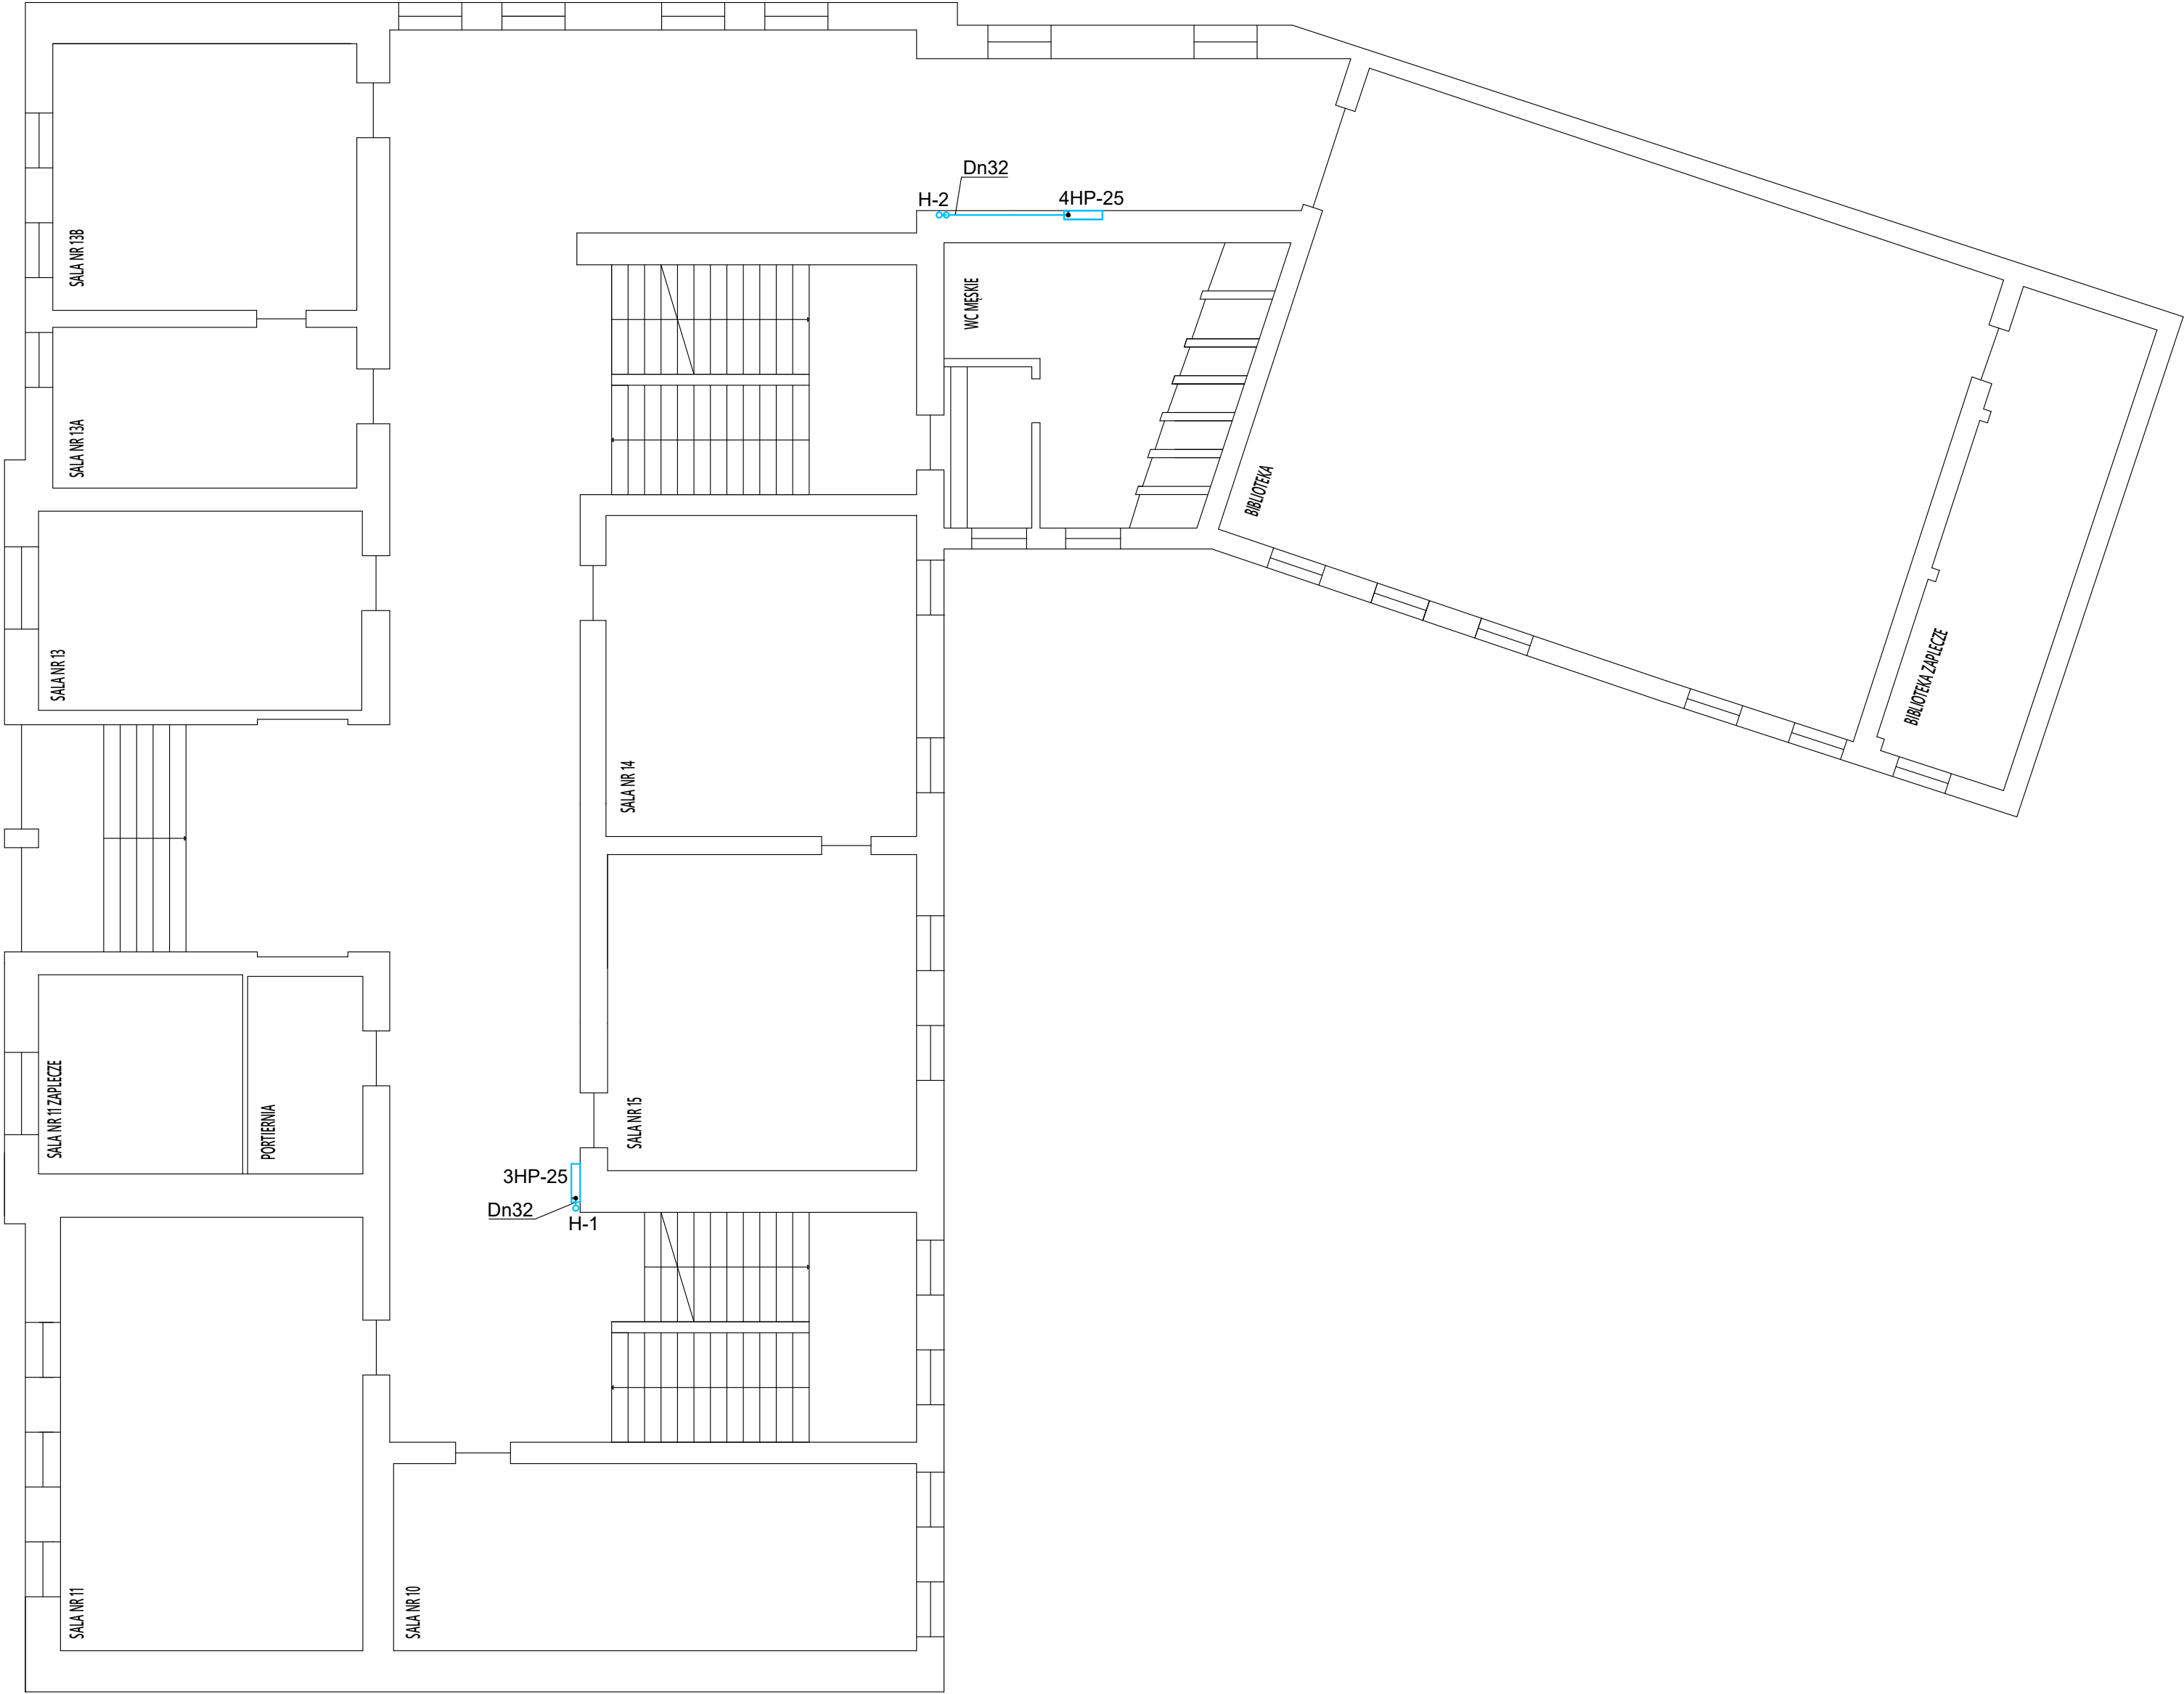 Dn32
H-2
4HP-25
SALA NR 13B
WC MĘSKIE
SALA NR 13A
BIBLIOTEKA
SALA NR 13
BIBLIOTEKA ZAPLECZE
SALA NR 14
SALA NR 11 ZAPLECZE
PORTIERNIA
SALA NR 15
3HP-25
Dn32
H-1
SALA NR 11
SALA NR 10